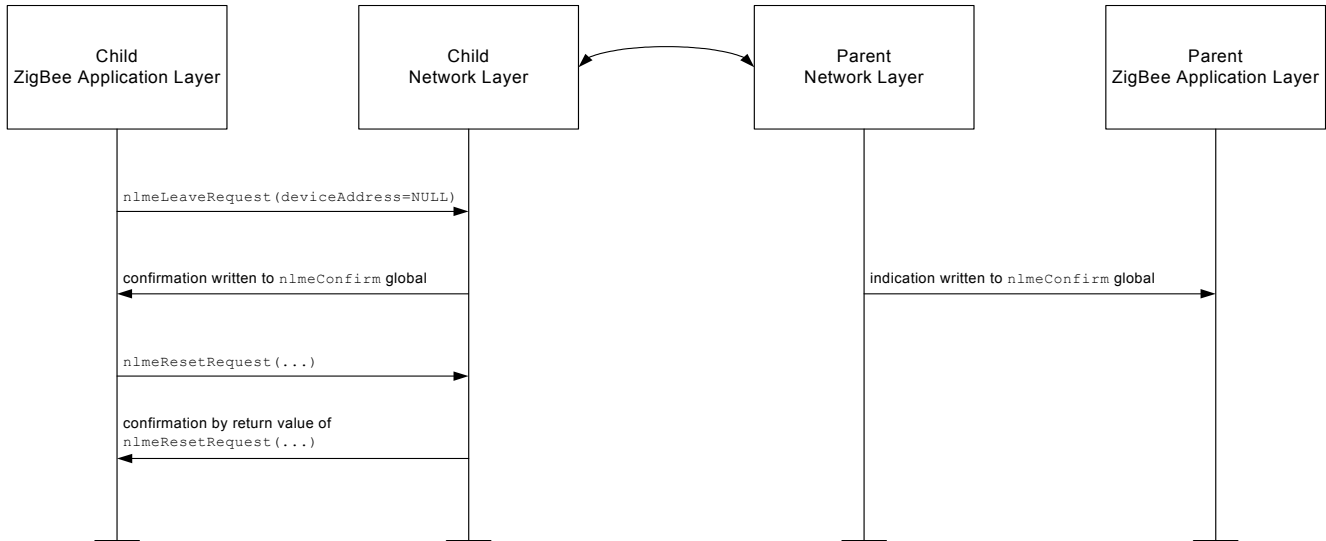 Child
ZigBee Application Layer
Child
Network Layer
Parent
Network Layer
Parent
ZigBee Application Layer
nlmeLeaveRequest(deviceAddress=NULL)
confirmation written to nlmeConfirm global
indication written to nlmeConfirm global
nlmeResetRequest(...)
confirmation by return value of
nlmeResetRequest(...)